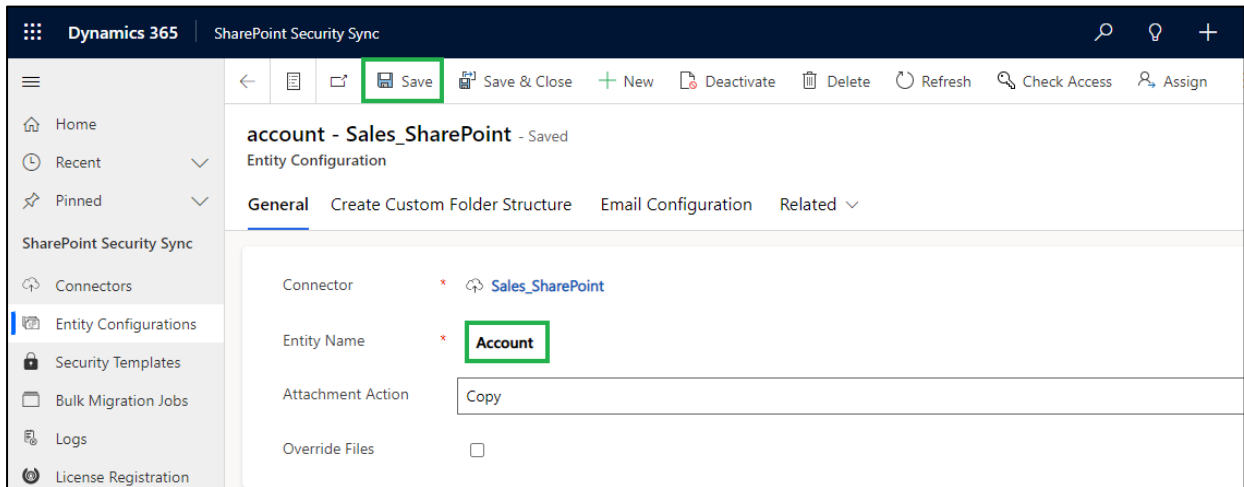 Dynamics 365 SharePoint Security Sync
Save Save & Close New Deactivate Delete Refresh Check Access Assign
Home
Recent
Pinned
SharePoint Security Sync
Connectors
Entity Configurations
Security Templates
Bulk Migration Jobs
Logs
License Registration
account - Sales_SharePoint - Saved
Entity Configuration
General Create Custom Folder Structure Email Configuration Related
Connector * Sales_SharePoint
Entity Name * Account
Attachment Action Copy
Override Files